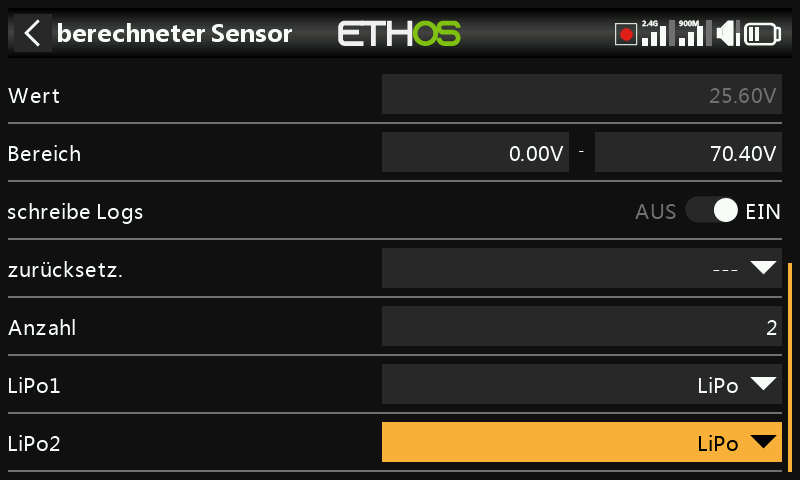 berechneter Sensor ETHOS 2.4G 900M
Wert 25.60V
Bereich 0.00V - 70.40V
schreibe Logs AUS EIN
zurücksetz. ---
Anzahl 2
LiPo1 LiPo
LiPo2 LiPo